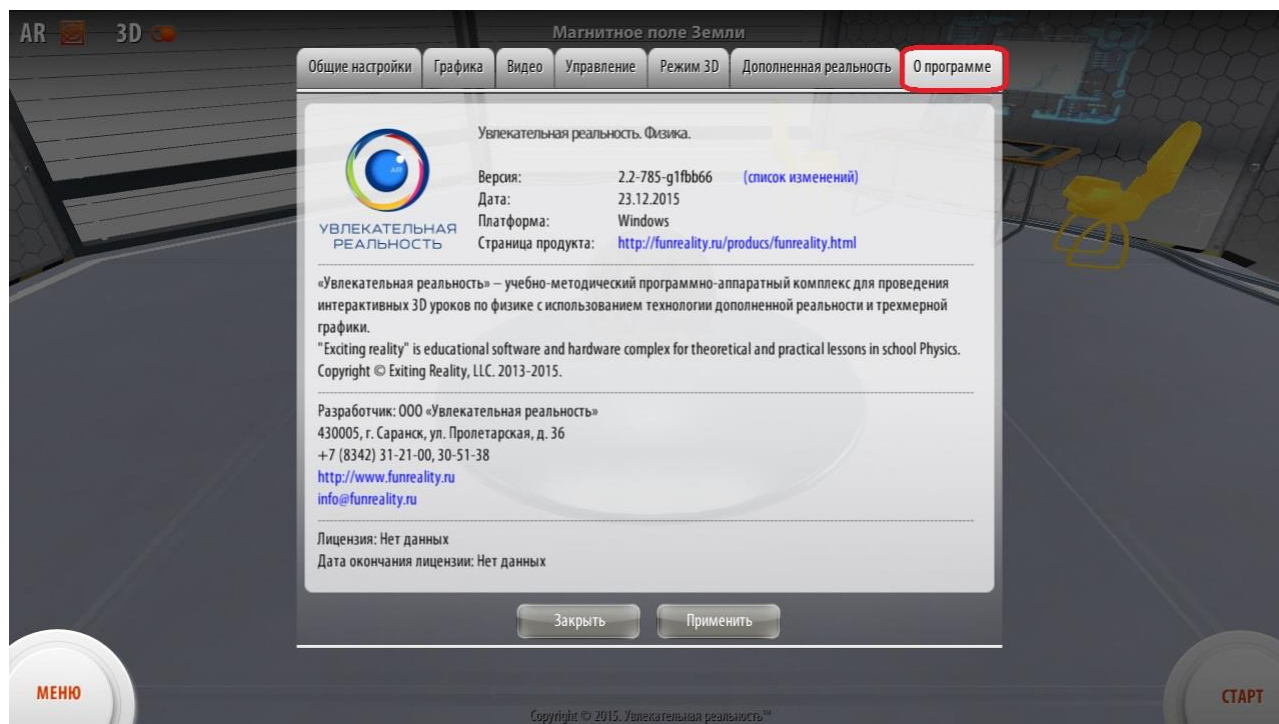 AR 3D Магнитное поле Земли
Общие настройки Графика Видео Управление Режим 3D Дополненная реальность О программе
Увлекательная реальность. Физика.
AR
УВЛЕКАТЕЛЬНАЯ
РЕАЛЬНОСТЬ
Версия: 2.2-785-g1fbb66 (список изменений)
Дата: 23.12.2015
Платформа: Windows
Страница продукта: http://funreality.ru/producs/funreality.html
«Увлекательная реальность» – учебно-методический программно-аппаратный комплекс для проведения
интерактивных 3D уроков по физике с использованием технологии дополненной реальности и трехмерной
графики.
"Exciting reality" is educational software and hardware complex for theoretical and practical lessons in school Physics.
Copyright © Exiting Reality, LLC. 2013-2015.
Разработчик: ООО «Увлекательная реальность»
430005, г. Саранск, ул. Пролетарская, д. 36
+7 (8342) 31-21-00, 30-51-38
http://www.funreality.ru
info@funreality.ru
Лицензия: Нет данных
Дата окончания лицензии: Нет данных
Закрыть Применить
МЕНЮ СТАРТ
Copyright © 2015. Увлекательная реальность™